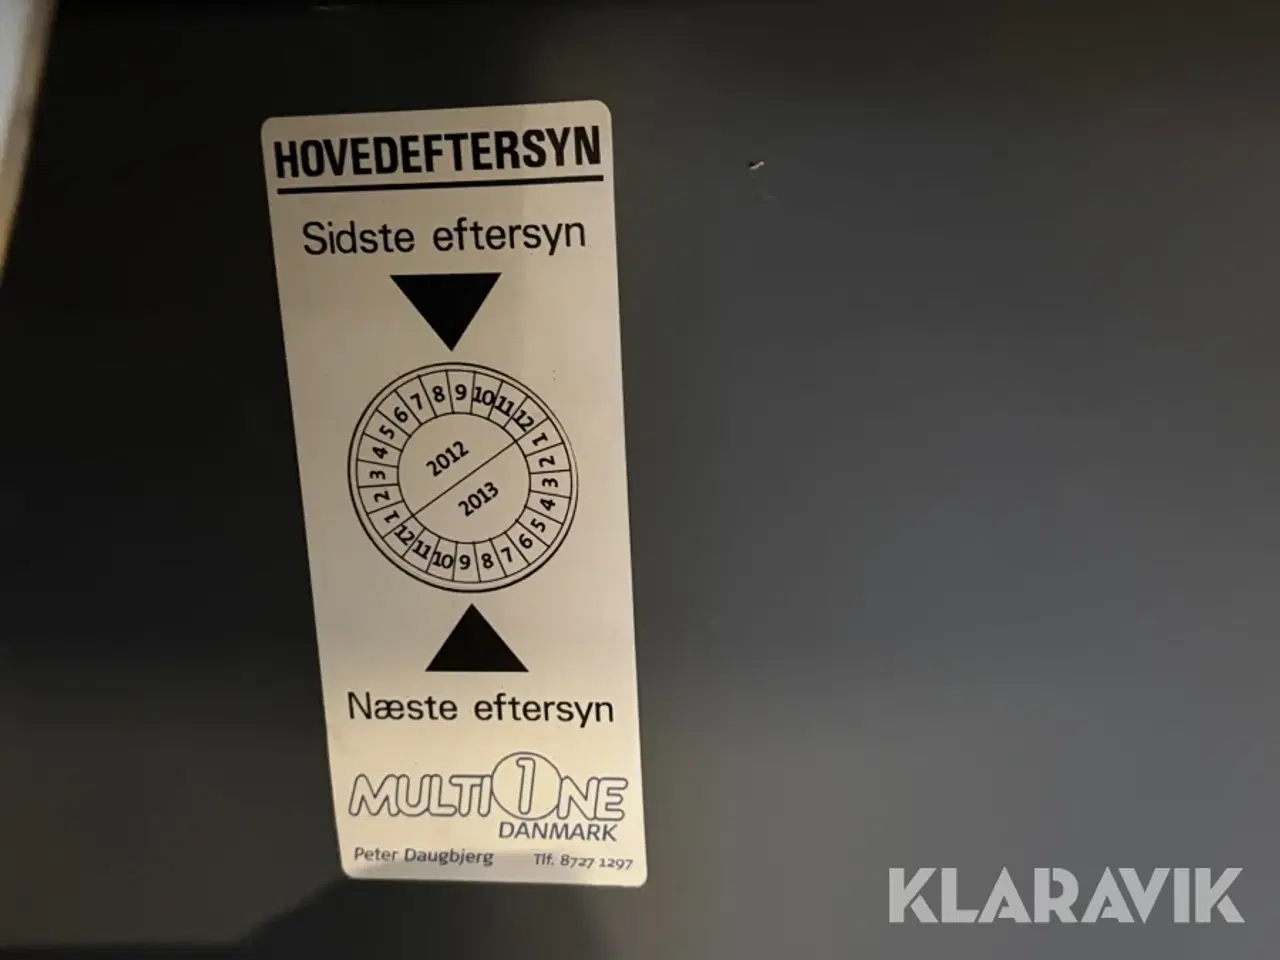 HOVEDEFTERSYN
Sidste eftersyn
1 2 3 4 5 6 7 8 9 10 11 12
2012
2013
1 2 3 4 5 6 7 8 9 10 11 12
Næste eftersyn
MULTI1NE
DANMARK
Peter Daugbjerg Tlf. 8727 1297
KLARAVIK